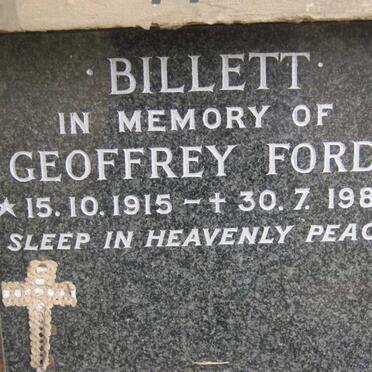 · BILLETT ·
IN MEMORY OF
GEOFFREY FORD
★ 15.10.1915 – ✝ 30.7.198
SLEEP IN HEAVENLY PEAC